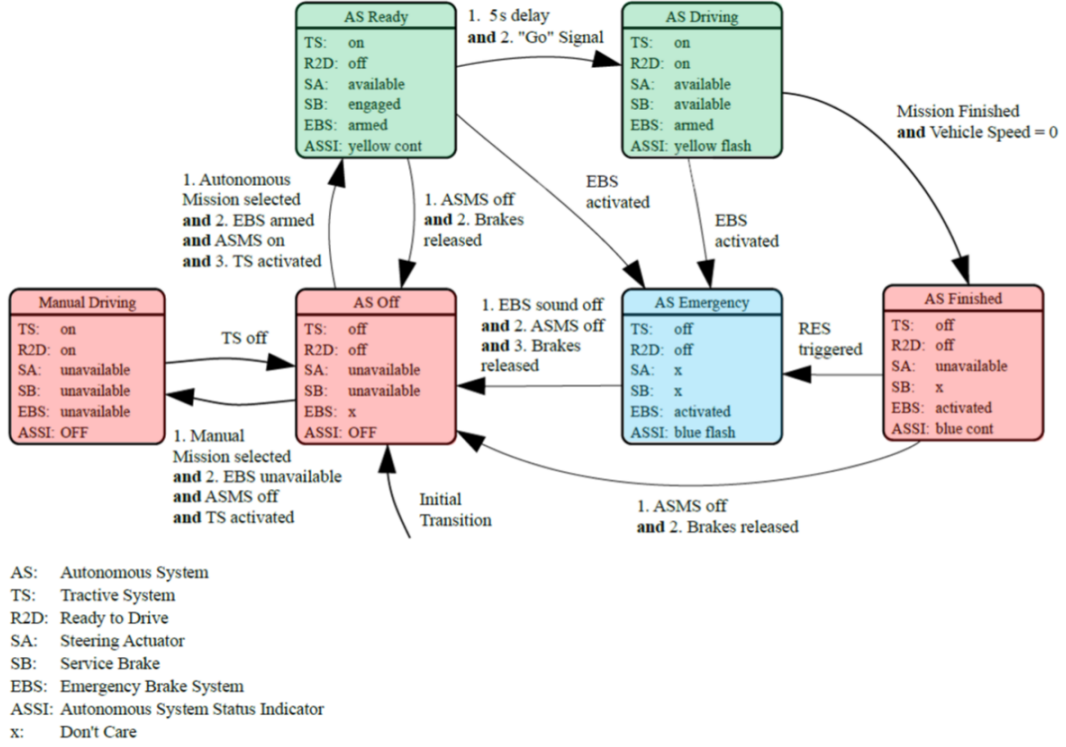 AS Ready
TS: on
R2D: off
SA: available
SB: engaged
EBS: armed
ASSI: yellow cont
1. 5s delay
and 2. "Go" Signal
AS Driving
TS: on
R2D: on
SA: available
SB: available
EBS: armed
ASSI: yellow flash
Mission Finished
and Vehicle Speed = 0
1. Autonomous
Mission selected
and 2. EBS armed
and ASMS on
and 3. TS activated
1. ASMS off
and 2. Brakes
released
EBS
activated
EBS
activated
Manual Driving
TS: on
R2D: on
SA: unavailable
SB: unavailable
EBS: unavailable
ASSI: OFF
TS off
AS Off
TS: off
R2D: off
SA: unavailable
SB: unavailable
EBS: x
ASSI: OFF
1. EBS sound off
and 2. ASMS off
and 3. Brakes
released
AS Emergency
TS: off
R2D: off
SA: x
SB: x
EBS: activated
ASSI: blue flash
RES
triggered
AS Finished
TS: off
R2D: off
SA: unavailable
SB: x
EBS: activated
ASSI: blue cont
1. Manual
Mission selected
and 2. EBS unavailable
and ASMS off
and TS activated
Initial
Transition
1. ASMS off
and 2. Brakes released
AS: Autonomous System
TS: Tractive System
R2D: Ready to Drive
SA: Steering Actuator
SB: Service Brake
EBS: Emergency Brake System
ASSI: Autonomous System Status Indicator
x: Don't Care